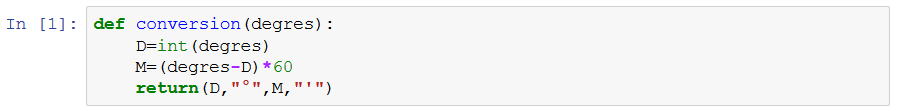 In [1]: def conversion(degres):
    D=int(degres)
    M=(degres-D)*60
    return(D,"°",M,"'")